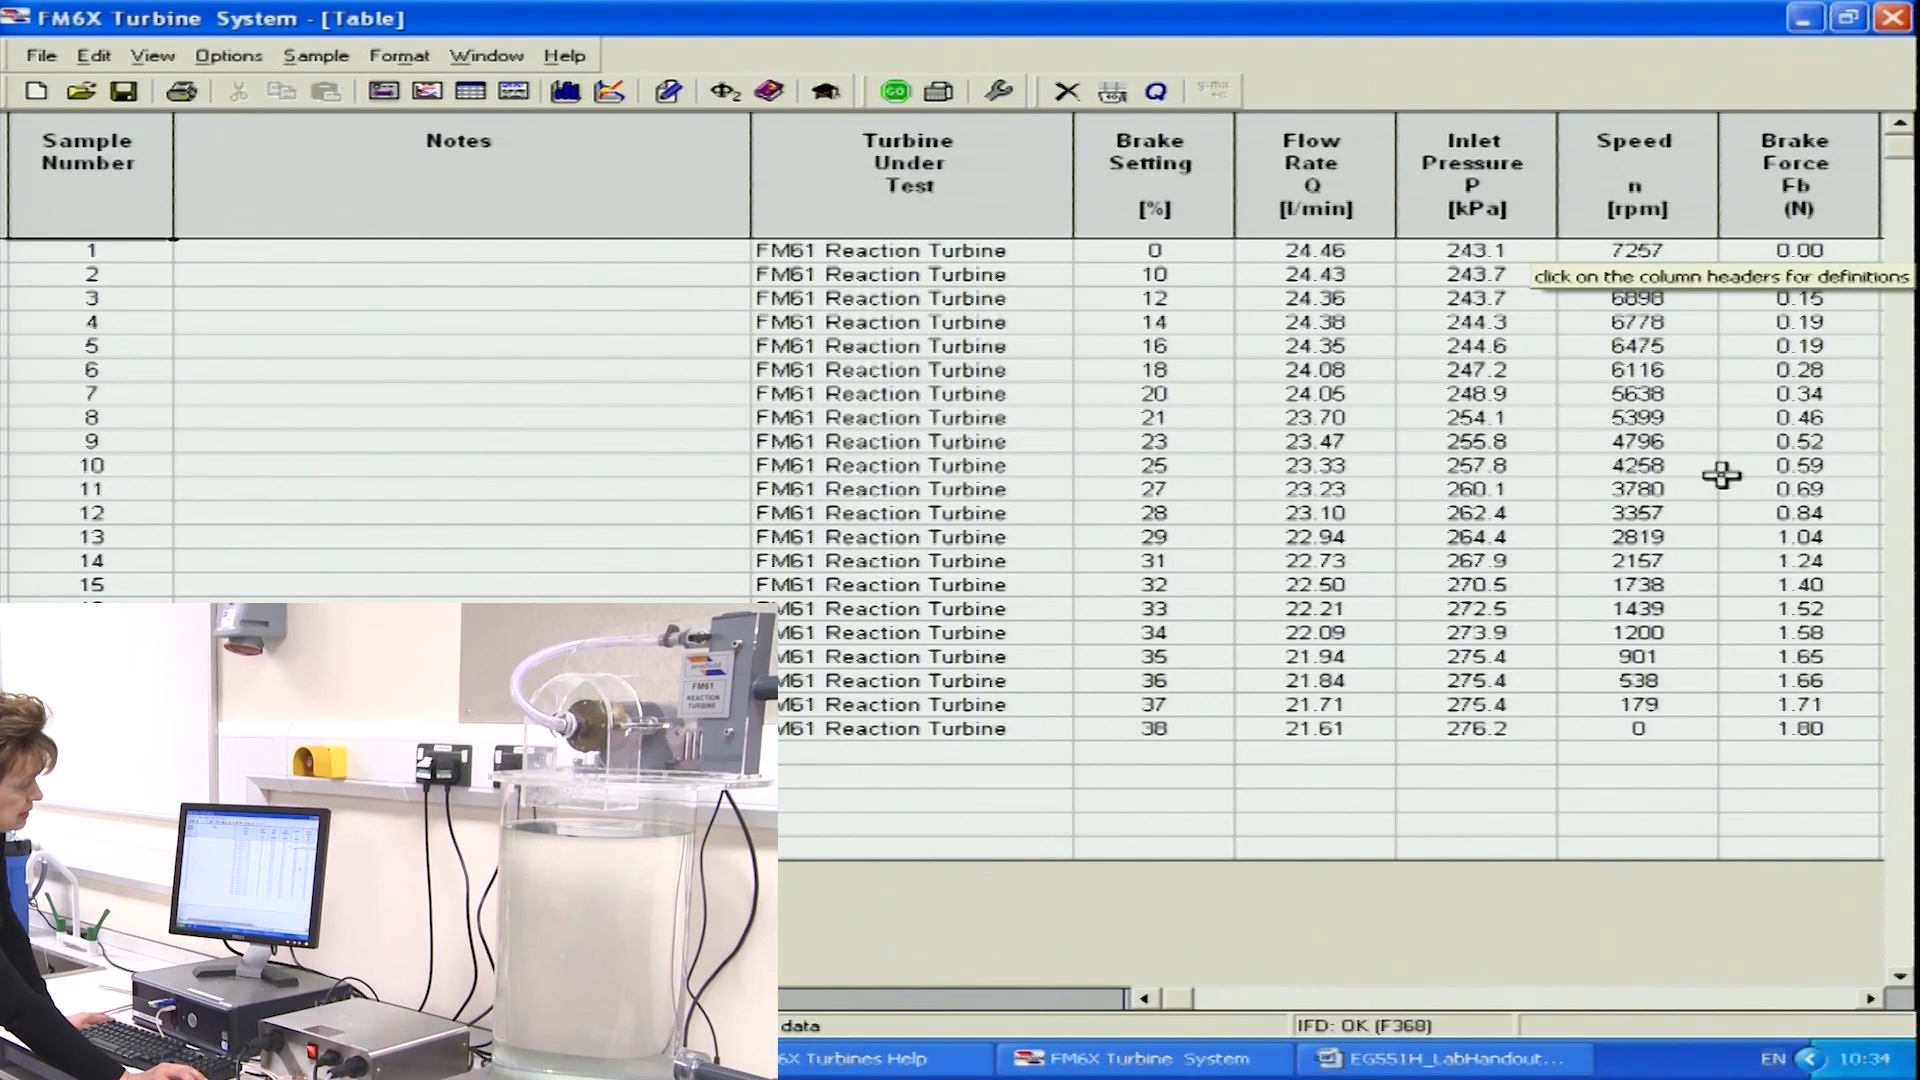 FM6X Turbine System - [Table]
File Edit View Options Sample Format Window Help
Sample Number Notes Turbine Under Test Brake Setting [%] Flow Rate Q [l/min] Inlet Pressure P [kPa] Speed n [rpm] Brake Force Fb (N)
1 FM61 Reaction Turbine 0 24.46 243.1 7257 0.00
2 FM61 Reaction Turbine 10 24.43 243.7
click on the column headers for definitions
3 FM61 Reaction Turbine 12 24.36 243.7 6898 0.15
4 FM61 Reaction Turbine 14 24.38 244.3 6778 0.19
5 FM61 Reaction Turbine 16 24.35 244.6 6475 0.19
6 FM61 Reaction Turbine 18 24.08 247.2 6116 0.28
7 FM61 Reaction Turbine 20 24.05 248.9 5638 0.34
8 FM61 Reaction Turbine 21 23.70 254.1 5399 0.46
9 FM61 Reaction Turbine 23 23.47 255.8 4796 0.52
10 FM61 Reaction Turbine 25 23.33 257.8 4258 0.59
11 FM61 Reaction Turbine 27 23.23 260.1 3780 0.69
12 FM61 Reaction Turbine 28 23.10 262.4 3357 0.84
13 FM61 Reaction Turbine 29 22.94 264.4 2819 1.04
14 FM61 Reaction Turbine 31 22.73 267.9 2157 1.24
15 FM61 Reaction Turbine 32 22.50 270.5 1738 1.40
M61 Reaction Turbine 33 22.21 272.5 1439 1.52
M61 Reaction Turbine 34 22.09 273.9 1200 1.58
M61 Reaction Turbine 35 21.94 275.4 901 1.65
M61 Reaction Turbine 36 21.84 275.4 538 1.66
M61 Reaction Turbine 37 21.71 275.4 179 1.71
M61 Reaction Turbine 38 21.61 276.2 0 1.80
armfield
FM61
REACTION
TURBINE
data IFD: OK (F368)
6X Turbines Help FM6X Turbine System EG551H_LabHandout... EN 10:34